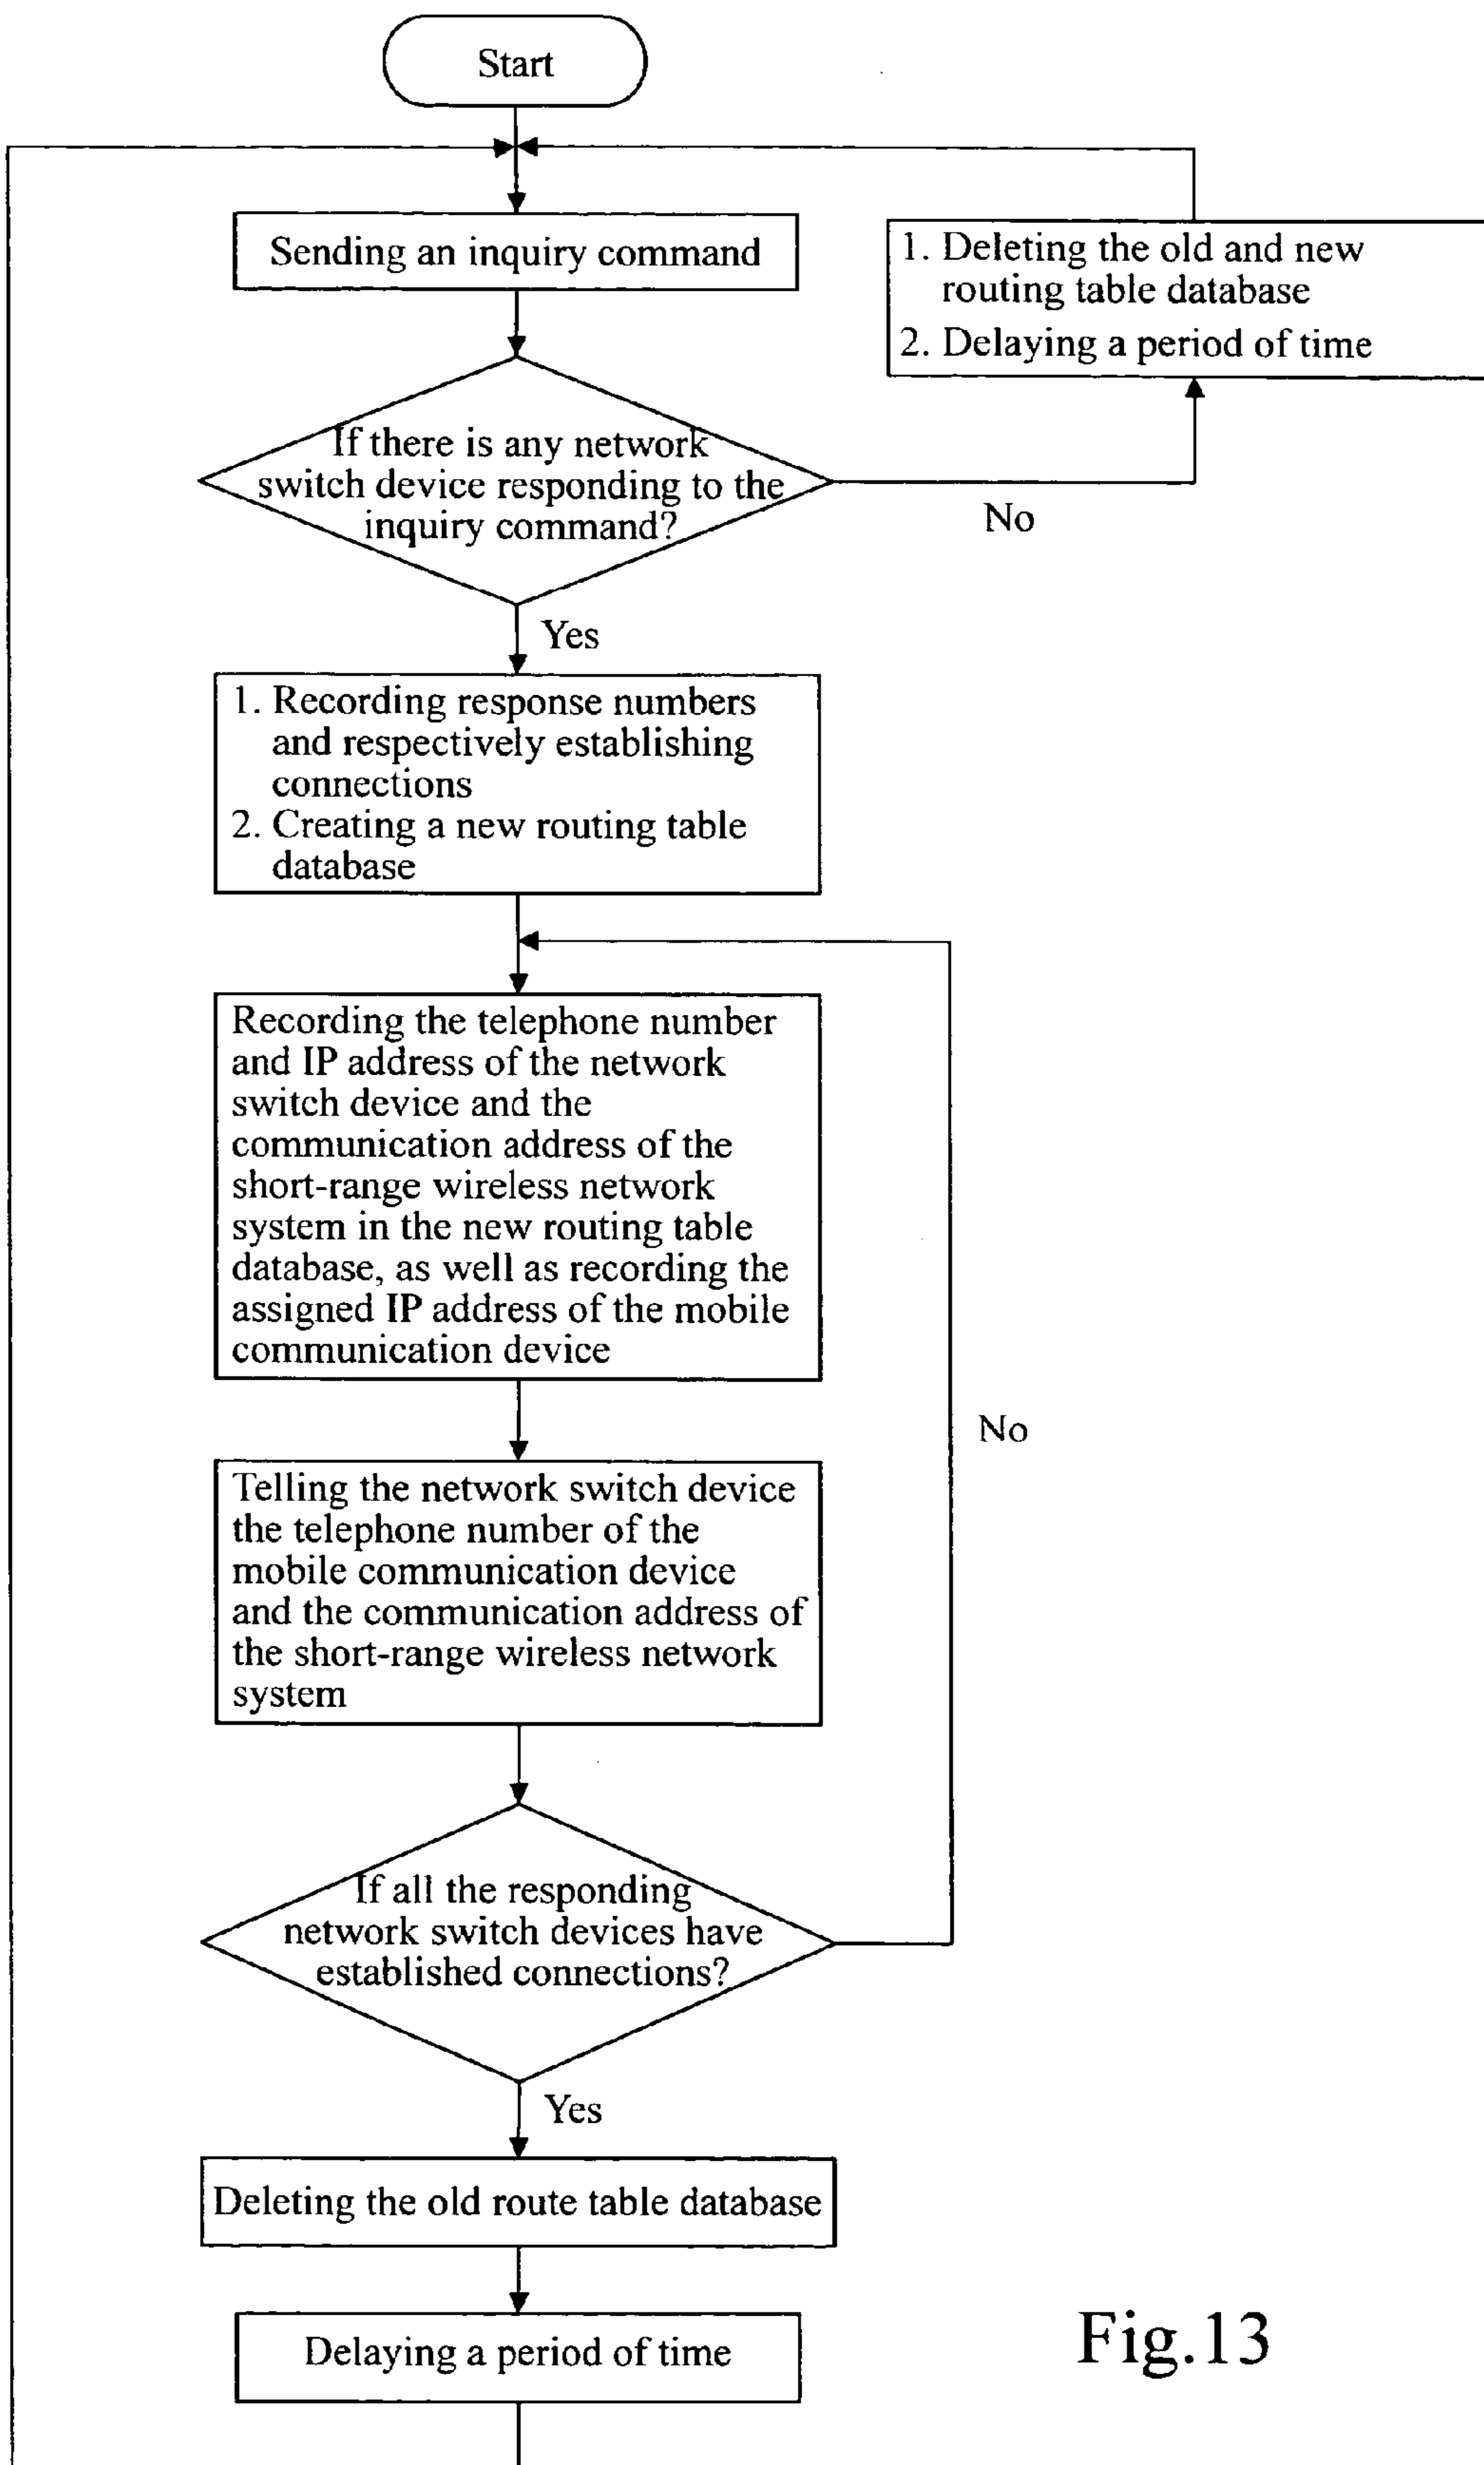 Start
Sending an inquiry command
1. Deleting the old and new
routing table database
2. Delaying a period of time
If there is any network
switch device responding to the
inquiry command?
No
Yes
1. Recording response numbers
and respectively establishing
connections
2. Creating a new routing table
database
Recording the telephone number
and IP address of the network
switch device and the
communication address of the
short-range wireless network
system in the new routing table
database, as well as recording the
assigned IP address of the mobile
communication device
No
Telling the network switch device
the telephone number of the
mobile communication device
and the communication address of
the short-range wireless network
system
If all the responding
network switch devices have
established connections?
Yes
Deleting the old route table database
Delaying a period of time
Fig.13